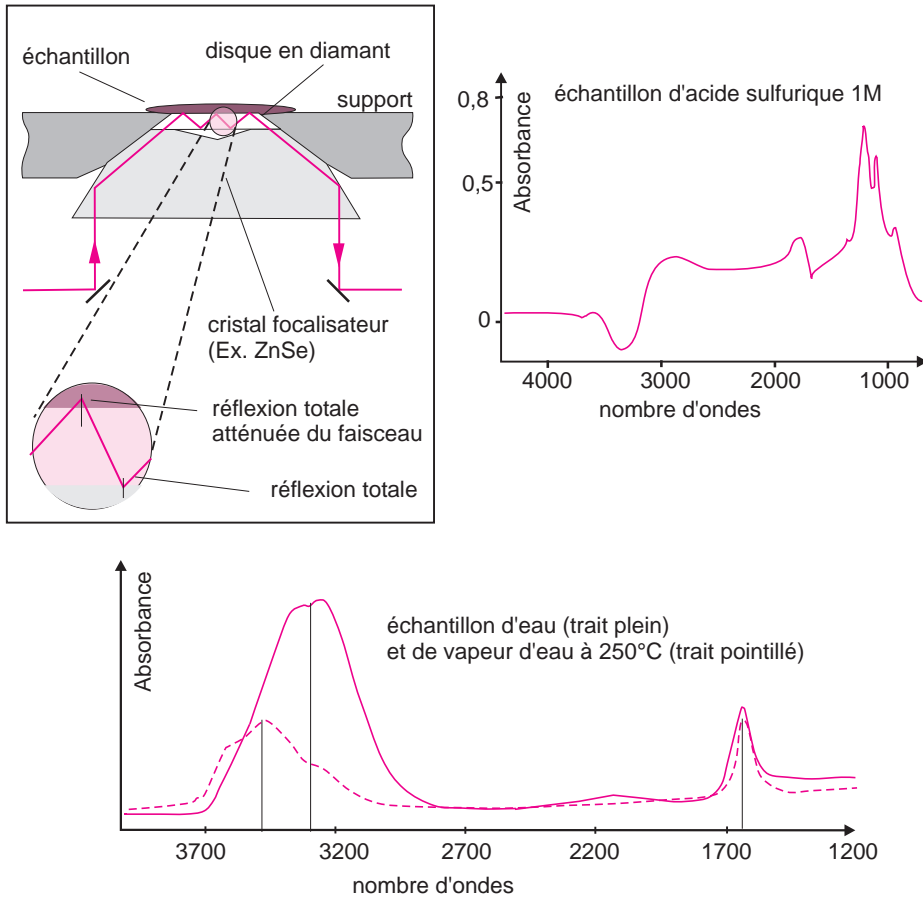 échantillon
disque en diamant
support
cristal focalisateur
(Ex. ZnSe)
réflexion totale
atténuée du faisceau
réflexion totale
échantillon d'acide sulfurique 1M
Absorbance
0.8
0,5
0
4000 3000 2000 1000
nombre d'ondes
Absorbance
échantillon d'eau (trait plein)
et de vapeur d'eau à 250°C (trait pointillé)
3700 3200 2700 2200 1700 1200
nombre d'ondes